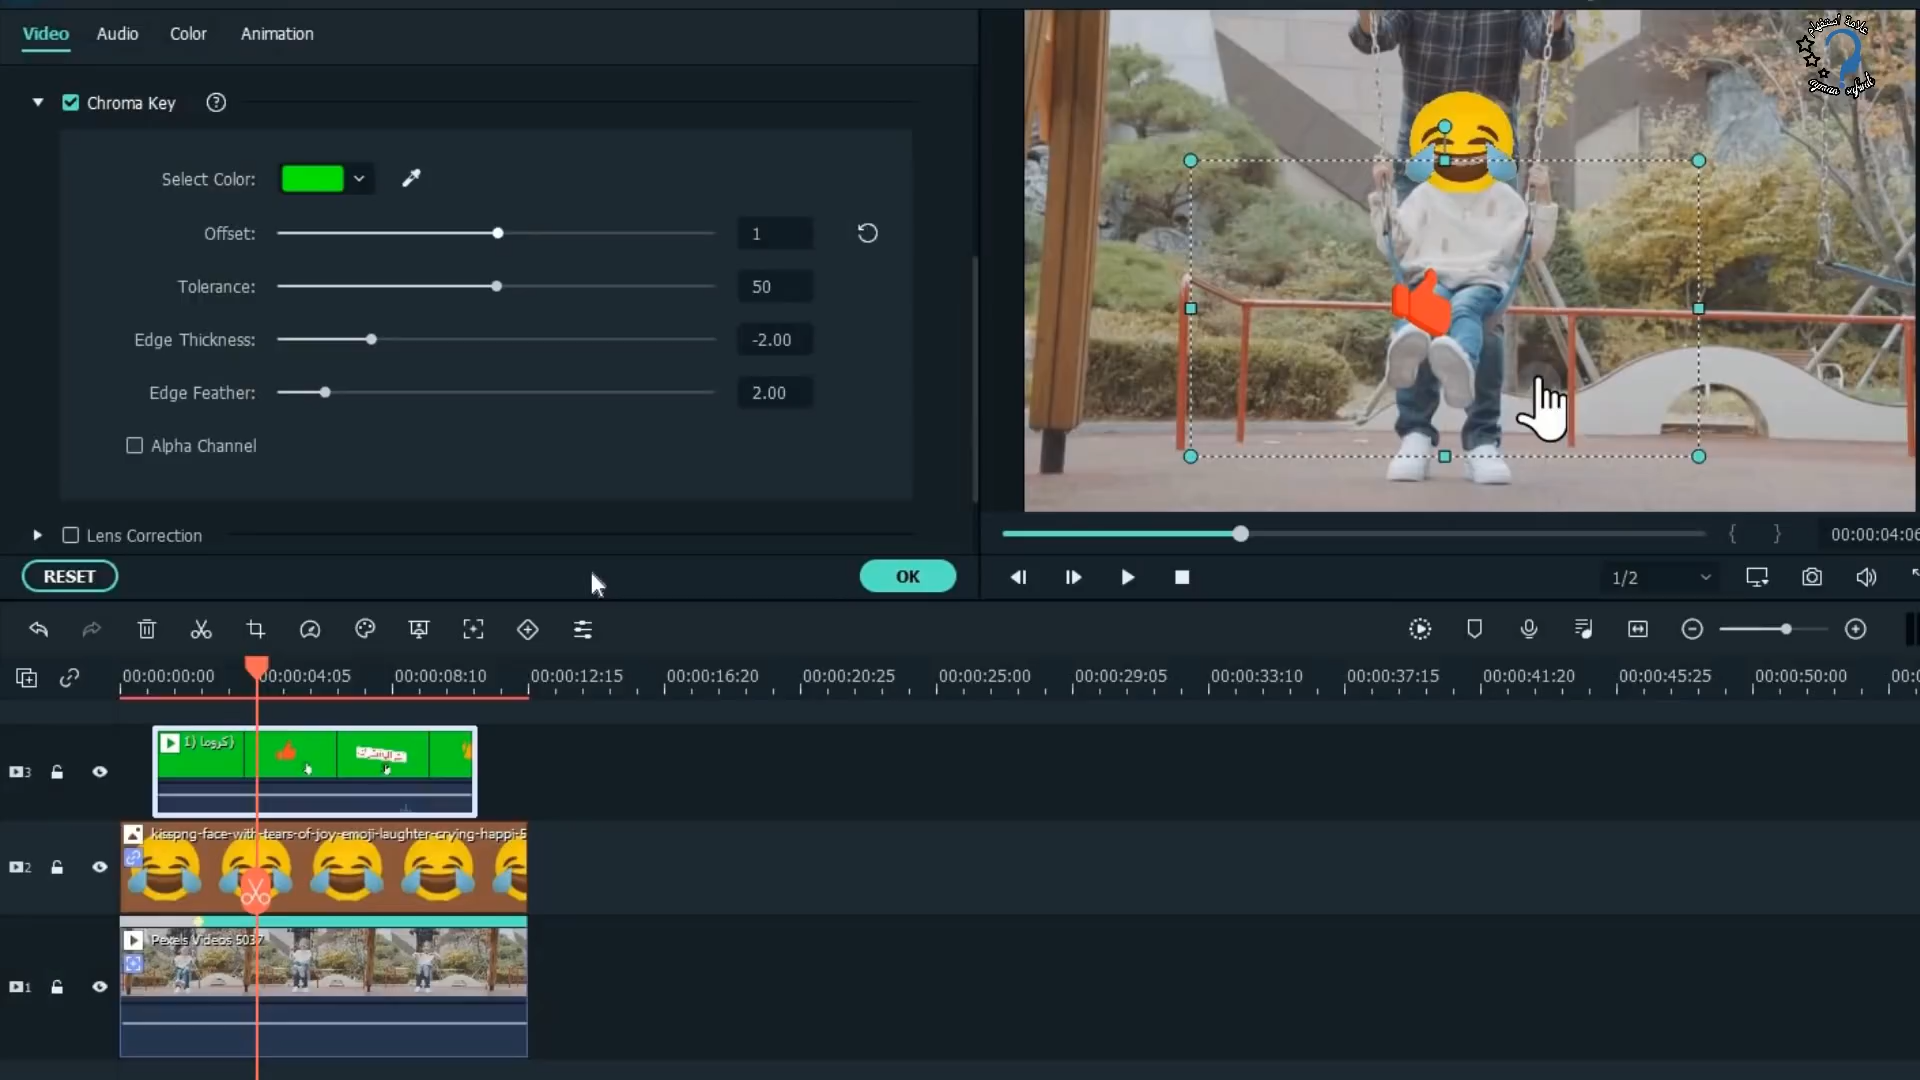 Video Audio Color Animation
علامة استفهام
Chroma Key ?
Select Color:
Offset: 1
Tolerance: 50
Edge Thickness: -2.00
Edge Feather: 2.00
Alpha Channel
Lens Correction
{ } 00:00:04:06
RESET OK
1/2
00:00:00:00 00:00:04:05 00:00:08:10 00:00:12:15 00:00:16:20 00:00:20:25 00:00:25:00 00:00:29:05 00:00:33:10 00:00:37:15 00:00:41:20 00:00:45:25 00:00:50:00 00:0
كروما (1)
3
kisspng-face-with-tears-of-joy-emoji-laughter-crying-happi-5
2
Pexels Videos 5037
1